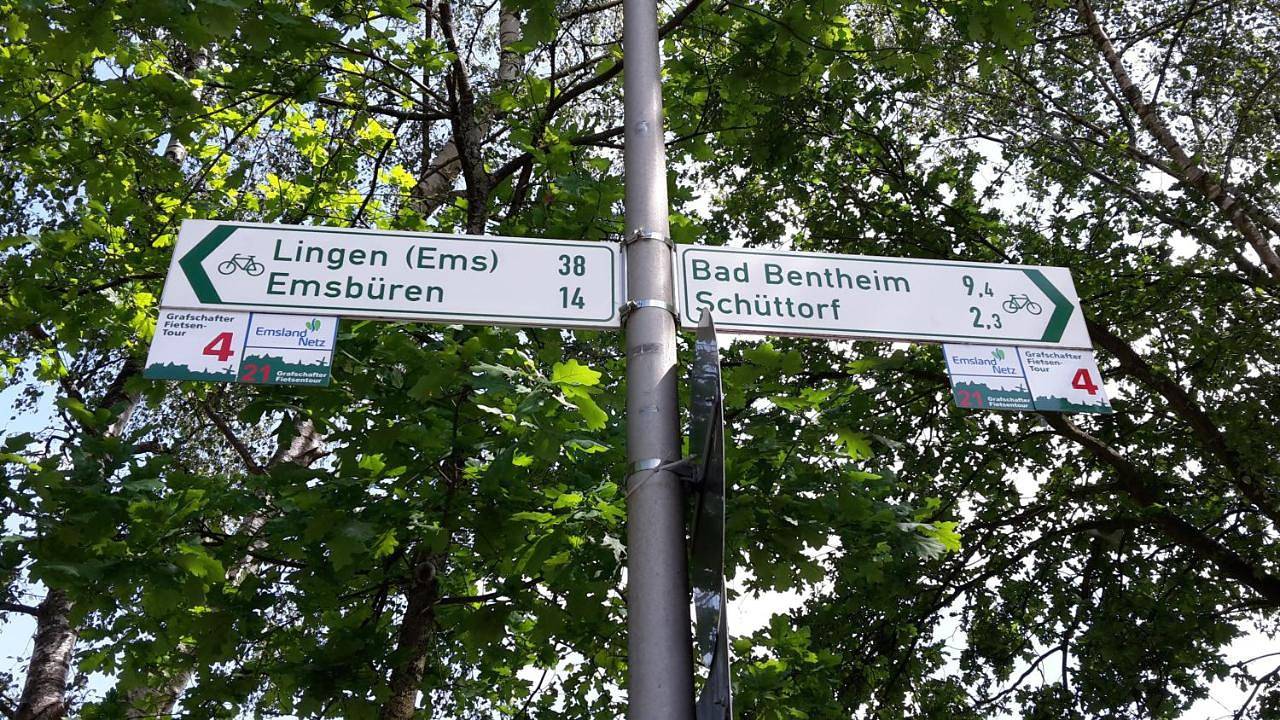 Lingen (Ems) 38
Emsbüren 14
Grafschafter
Fietsen-
Tour 4
Emsland
Netz
21 Grafschafter
Fietsentour
Bad Bentheim 9,4
Schüttorf 2,3
Emsland
Netz
21 Grafschafter
Fietsentour
Grafschafter
Fietsen-
Tour 4